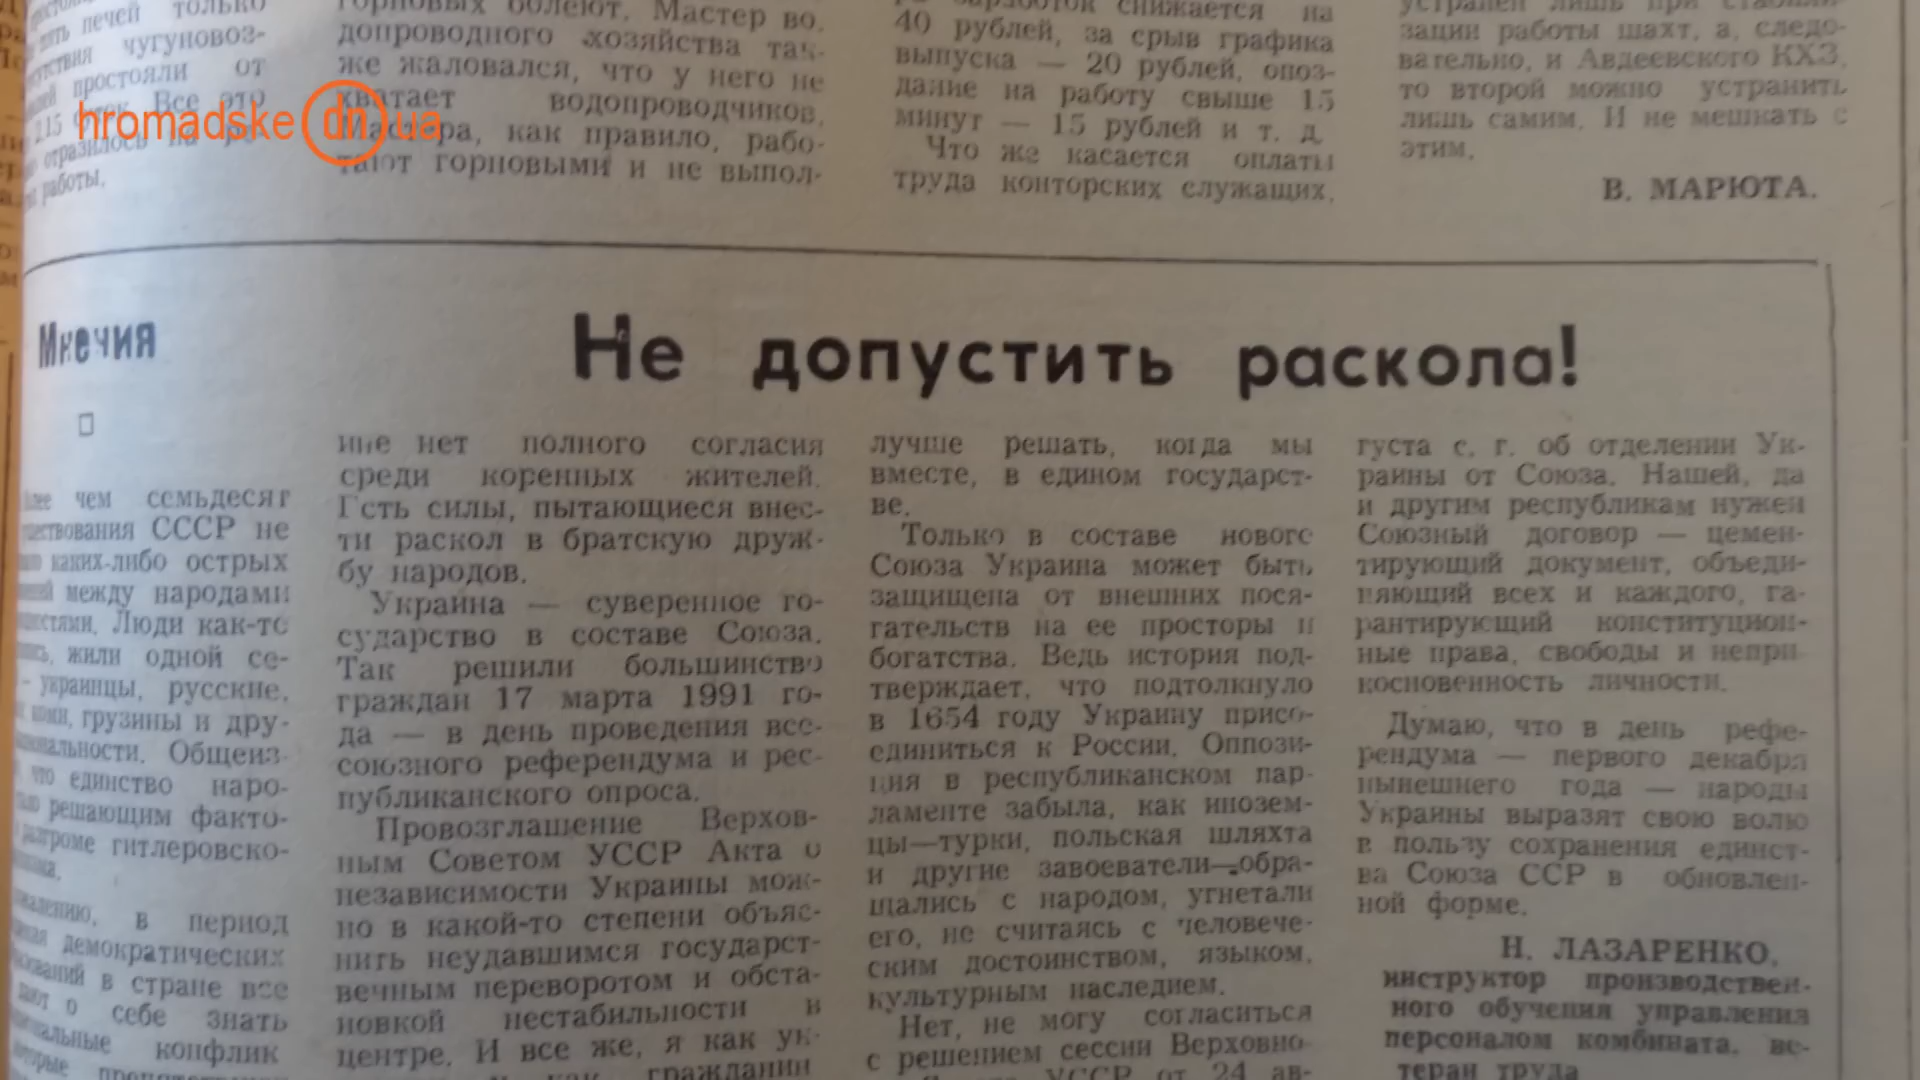 печей только
чугуновоз-
простояли от
Все это
отразилось на
работы.
горновых болеют. Мастер во-
допроводного хозяйства так-
же жаловался, что у него не
хватает водопроводчиков.
Мастера, как правило, рабо-
тают горновыми и не выпол-
снижается на
40 рублей, за срыв графика
выпуска — 20 рублей, опоз-
дание на работу свыше 15
минут — 15 рублей и т. д.
Что же касается оплаты
труда конторских служащих,
устранен лишь при стабили-
зации работы шахт, а, следо-
вательно, и Авдеевского КХЗ,
то второй можно устранить
лишь самим. И не мешкать с
этим.
В. МАРЮТА.
hromadske dn ua
Мнения
Не допустить раскола!
чем семьдесят
СССР не
каких-либо острых
между народами
Люди как-то
жили одной се-
— украинцы, русские,
грузины и дру-
Общеиз-
что единство наро-
решающим факто-
гитлеровско-
в период
демократических
в стране все
о себе знать
конфлик
ние нет полного согласия
среди коренных жителей.
Есть силы, пытающиеся внес-
ти раскол в братскую друж-
бу народов.
Украина — суверенное го-
сударство в составе Союза.
Так решили большинство
граждан 17 марта 1991 го-
да — в день проведения все-
союзного референдума и рес-
публиканского опроса.
Провозглашение Верхов-
ным Советом УССР Акта о
независимости Украины мож-
но в какой-то степени объяс-
нить неудавшимся государст-
вечным переворотом и обста-
новкой нестабильности в
центре. И все же, я как ук-
как гражданин
лучше решать, когда мы
вместе, в едином государст-
ве.
Только в составе нового
Союза Украина может быть
защищена от внешних пося-
гательств на ее просторы и
богатства. Ведь история под-
тверждает, что подтолкнуло
в 1654 году Украину присо-
единиться к России. Оппози-
ция в республиканском пар-
ламенте забыла, как инозем-
цы—турки, польская шляхта
и другие завоеватели—обра-
щались с народом, угнетали
его, не считаясь с человече-
ским достоинством, языком,
культурным наследием.
Нет, не могу согласиться
с решением сессии Верховно-
УССР от 24 ав-
густа с. г. об отделении Ук-
раины от Союза. Нашей, да
и другим республикам нужен
Союзный договор — цемен-
тирующий документ, объеди-
няющий всех и каждого, га-
рантирующий конституцион-
ные права, свободы и непри
косновенность личности.
Думаю, что в день рефе-
рендума — первого декабря
нынешнего года — народы
Украины выразят свою волю
в пользу сохранения единст-
ва Союза ССР в обновлен-
ной форме.
Н. ЛАЗАРЕНКО,
инструктор производствен-
ного обучения управления
персоналом комбината, ве-
теран труда